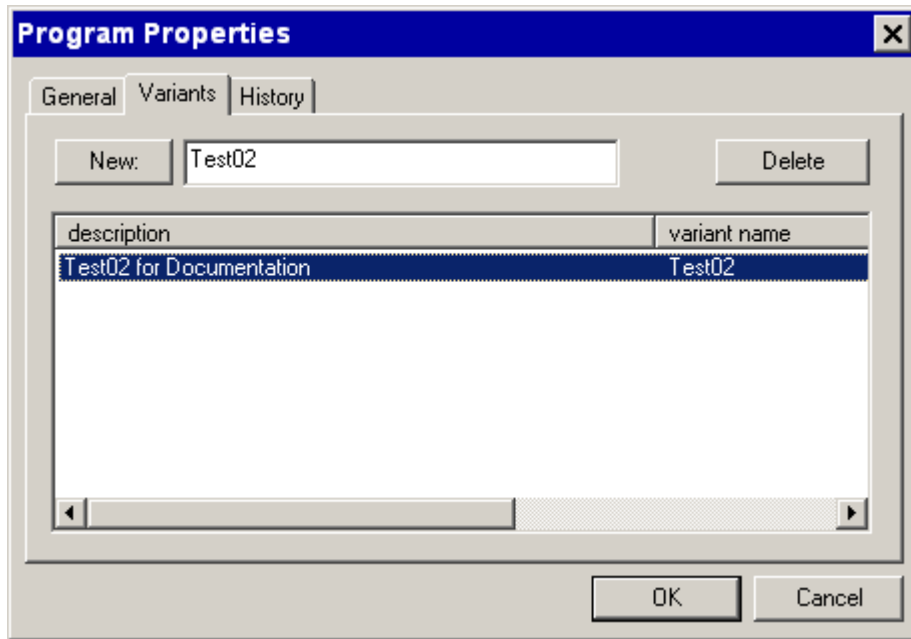 Program Properties
General Variants History
New: Test02 Delete
description variant name
Test02 for Documentation Test02
OK Cancel